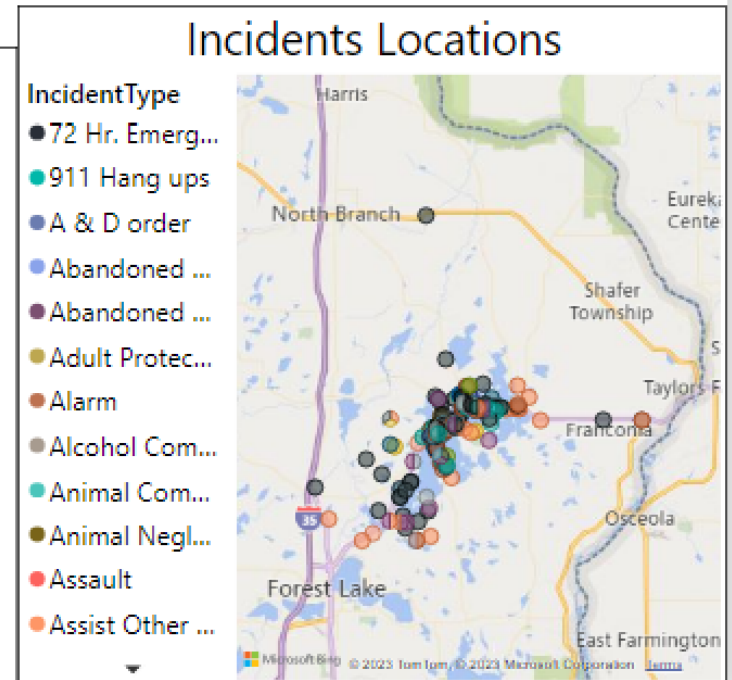 Incidents Locations
IncidentType
72 Hr. Emerg...
911 Hang ups
A & D order
Abandoned ...
Abandoned ...
Adult Protec...
Alarm
Alcohol Com...
Animal Com...
Animal Negl...
Assault
Assist Other ...
Harris
North Branch
Eureka
Cente
Shafer
Township
S
Taylors F
Franconia
35
Osceola
Forest Lake
East Farmington
Microsoft Bing
© 2023 TomTom, © 2023 Microsoft Corporation Terms